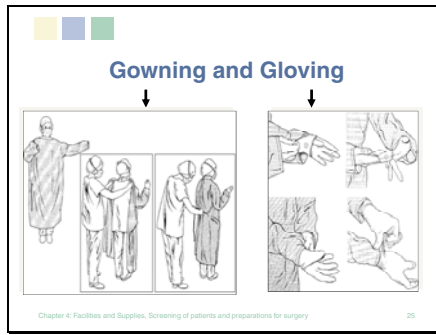 Gowning and Gloving
Chapter 4: Facilities and Supplies, Screening of patients and preparations for surgery 25